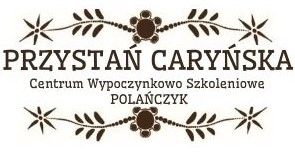 PRZYSTAŃ CARYŃSKA
Centrum Wypoczynkowo Szkoleniowe
POLAŃCZYK